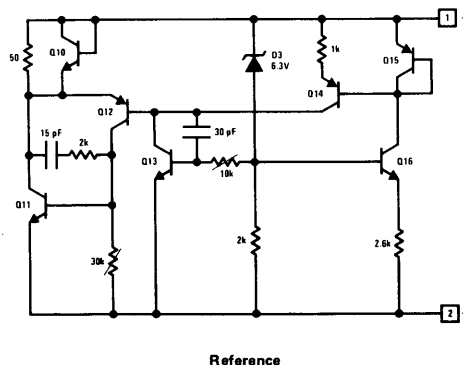 1
50
Q10
D3
6.3V
1k
Q15
Q12
Q14
15 pF
2k
30 pF
Q13
10k
Q16
Q11
30k
2k
2.6k
2
Reference